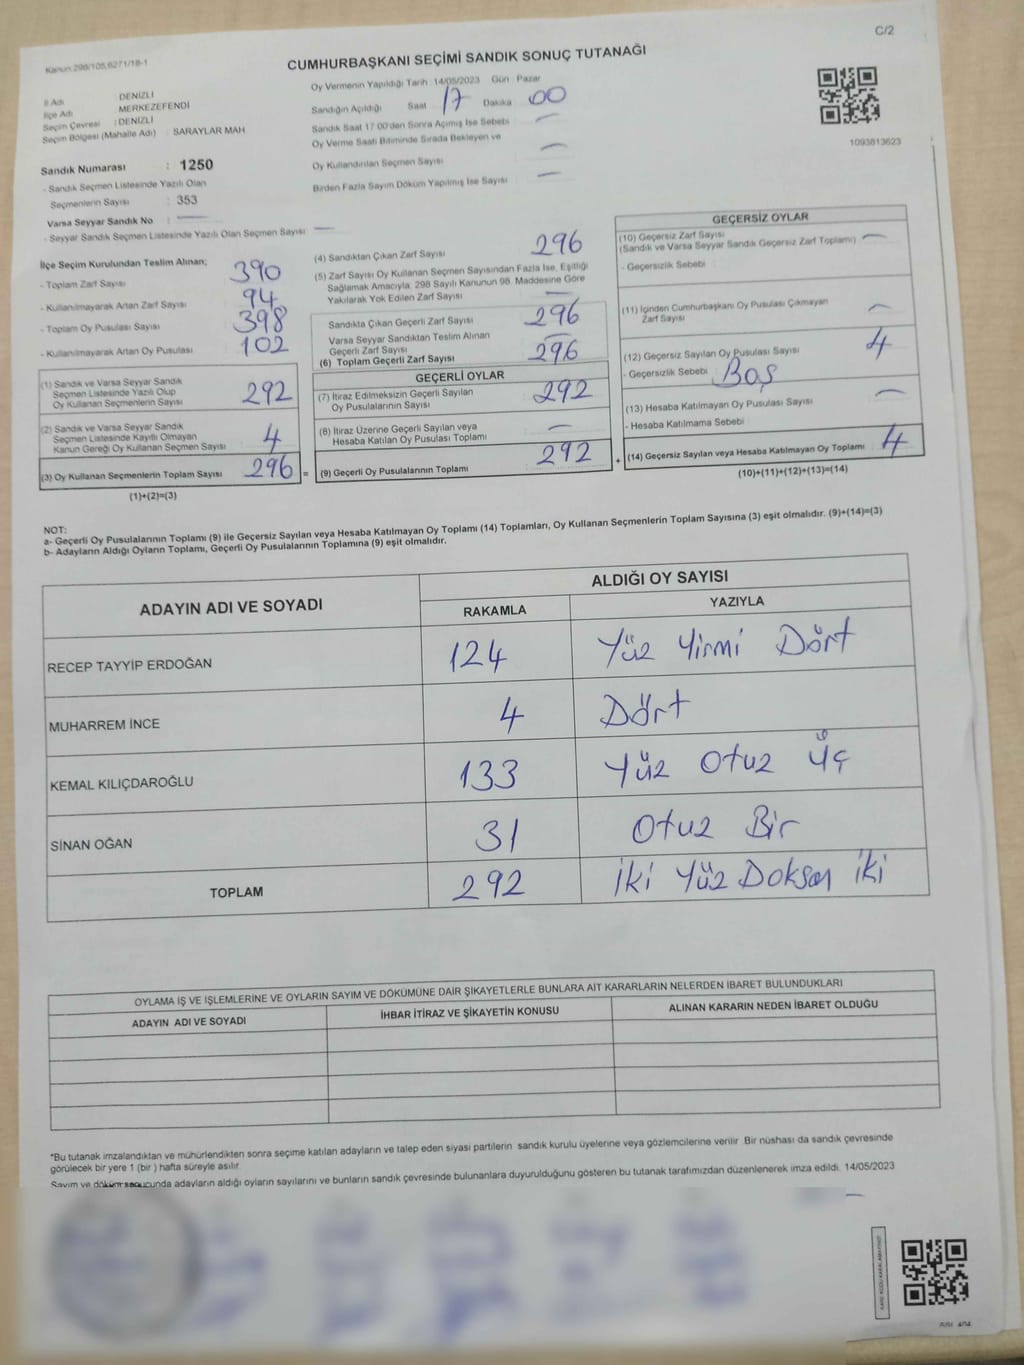 C/2
Kanun:298/105,6271/18-1
CUMHURBAŞKANI SEÇİMİ SANDIK SONUÇ TUTANAĞI
Oy Vermenin Yapıldığı Tarih 14/05/2023 Gün Pazar
İl Adı : DENİZLİ
İlçe Adı : MERKEZEFENDİ
Seçim Çevresi : DENİZLİ
Seçim Bölgesi (Mahalle Adı) : SARAYLAR MAH
Sandığın Açıldığı Saat 17 Dakika 00
Sandık Saat 17:00'den Sonra Açılmış İse Sebebi —
Oy Verme Saati Bitiminde Sırada Bekleyen ve
Oy Kullandırılan Seçmen Sayısı —
Birden Fazla Sayım Döküm Yapılmış İse Sayısı —
1093813623
Sandık Numarası : 1250
- Sandık Seçmen Listesinde Yazılı Olan
Seçmenlerin Sayısı : 353
Varsa Seyyar Sandık No : —
- Seyyar Sandık Seçmen Listesinde Yazılı Olan Seçmen Sayısı : —
İlçe Seçim Kurulundan Teslim Alınan;
- Toplam Zarf Sayısı 390
- Kullanılmayarak Artan Zarf Sayısı 94
- Toplam Oy Pusulası Sayısı 398
- Kullanılmayarak Artan Oy Pusulası 102
(1) Sandık ve Varsa Seyyar Sandık
Seçmen Listesinde Yazılı Olup
Oy Kullanan Seçmenlerin Sayısı 292
(2) Sandık ve Varsa Seyyar Sandık
Seçmen Listesinde Kayıtlı Olmayan
Kanun Gereği Oy Kullanan Seçmen Sayısı 4
(3) Oy Kullanan Seçmenlerin Toplam Sayısı 296 =
(1)+(2)=(3)
(4) Sandıktan Çıkan Zarf Sayısı 296
(5) Zarf Sayısı Oy Kullanan Seçmen Sayısından Fazla İse, Eşitliği
Sağlamak Amacıyla, 298 Sayılı Kanunun 98. Maddesine Göre
Yakılarak Yok Edilen Zarf Sayısı —
Sandıkta Çıkan Geçerli Zarf Sayısı 296
Varsa Seyyar Sandıktan Teslim Alınan
Geçerli Zarf Sayısı —
(6) Toplam Geçerli Zarf Sayısı 296
GEÇERLİ OYLAR
(7) İtiraz Edilmeksizin Geçerli Sayılan
Oy Pusulalarının Sayısı 292
(8) İtiraz Üzerine Geçerli Sayılan veya
Hesaba Katılan Oy Pusulası Toplamı —
(9) Geçerli Oy Pusulalarının Toplamı 292 +
GEÇERSİZ OYLAR
(10) Geçersiz Zarf Sayısı
(Sandık ve Varsa Seyyar Sandık Geçersiz Zarf Toplamı) —
- Geçersizlik Sebebi
(11) İçinden Cumhurbaşkanı Oy Pusulası Çıkmayan
Zarf Sayısı —
(12) Geçersiz Sayılan Oy Pusulası Sayısı 4
- Geçersizlik Sebebi : Boş
(13) Hesaba Katılmayan Oy Pusulası Sayısı —
- Hesaba Katılmama Sebebi
(14) Geçersiz Sayılan veya Hesaba Katılmayan Oy Toplamı 4
(10)+(11)+(12)+(13)=(14)
NOT:
a- Geçerli Oy Pusulalarının Toplamı (9) ile Geçersiz Sayılan veya Hesaba Katılmayan Oy Toplamı (14) Toplamları, Oy Kullanan Seçmenlerin Toplam Sayısına (3) eşit olmalıdır. (9)+(14)=(3)
b- Adayların Aldığı Oyların Toplamı, Geçerli Oy Pusulalarının Toplamına (9) eşit olmalıdır.
ADAYIN ADI VE SOYADI
ALDIĞI OY SAYISI
RAKAMLA YAZIYLA
RECEP TAYYİP ERDOĞAN 124 Yüz Yirmi Dört
MUHARREM İNCE 4 Dört
KEMAL KILIÇDAROĞLU 133 Yüz Otuz Üç
SİNAN OĞAN 31 Otuz Bir
TOPLAM 292 İki Yüz Doksan iki
OYLAMA İŞ VE İŞLEMLERİNE VE OYLARIN SAYIM VE DÖKÜMÜNE DAİR ŞİKAYETLERLE BUNLARA AİT KARARLARIN NELERDEN İBARET BULUNDUKLARI
ADAYIN ADI VE SOYADI İHBAR İTİRAZ VE ŞİKAYETİN KONUSU ALINAN KARARIN NEDEN İBARET OLDUĞU
*Bu tutanak imzalandıktan ve mühürlendikten sonra seçime katılan adayların ve talep eden siyasi partilerin sandık kurulu üyelerine veya gözlemcilerine verilir. Bir nüshası da sandık çevresinde
görülecek bir yere 1 (bir) hafta süreyle asılır.
Sayım ve döküm sonucunda adayların aldığı oyların sayılarını ve bunların sandık çevresinde bulunanlara duyurulduğunu gösteren bu tutanak tarafımızdan düzenlenerek imza edildi. 14/05/2023